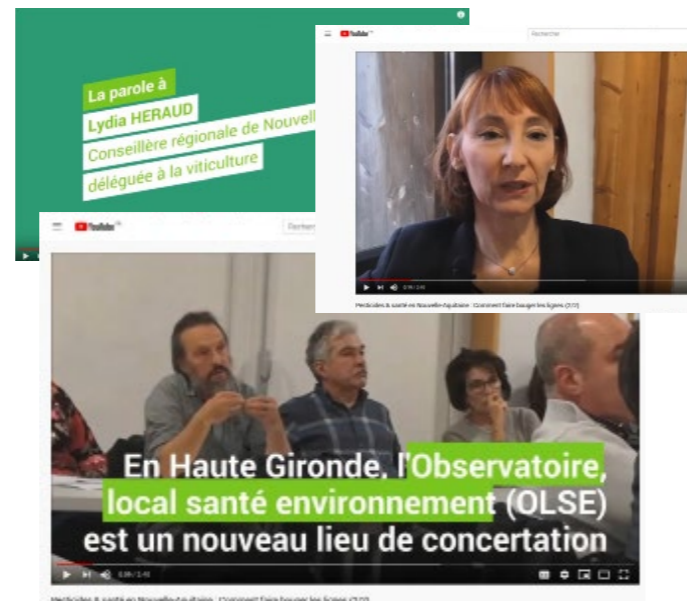 La parole à
Lydia HERAUD
Conseillère régionale de Nouvell
déléguée à la viticulture
YouTube
Rechercher
Pesticides & santé en Nouvelle-Aquitaine : Comment faire bouger les lignes (2/2)
YouTube
En Haute Gironde, l'Observatoire,
local santé environnement (OLSE)
est un nouveau lieu de concertation